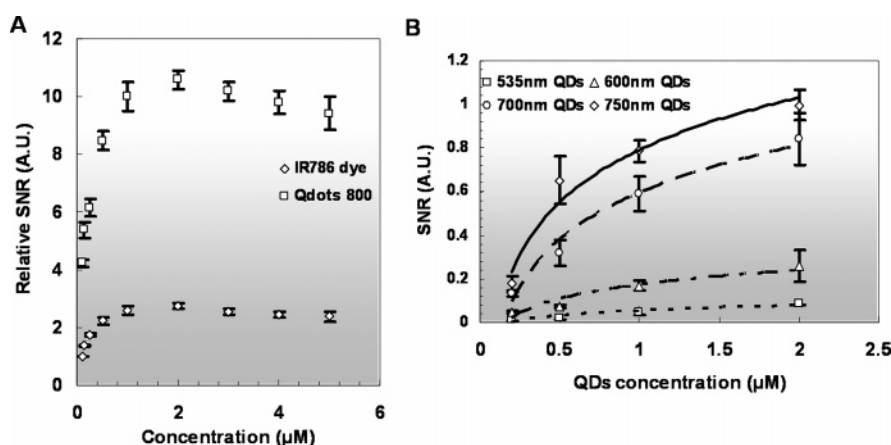 A
Relative SNR (A.U.)
12
10
8
6
4
2
0
IR786 dye
Qdots 800
0 2 4 6
Concentration (µM)
B
SNR (A.U.)
1.2
1
0.8
0.6
0.4
0.2
0
535nm QDs 600nm QDs
700nm QDs 750nm QDs
0 0.5 1 1.5 2 2.5
QDs concentration (µM)